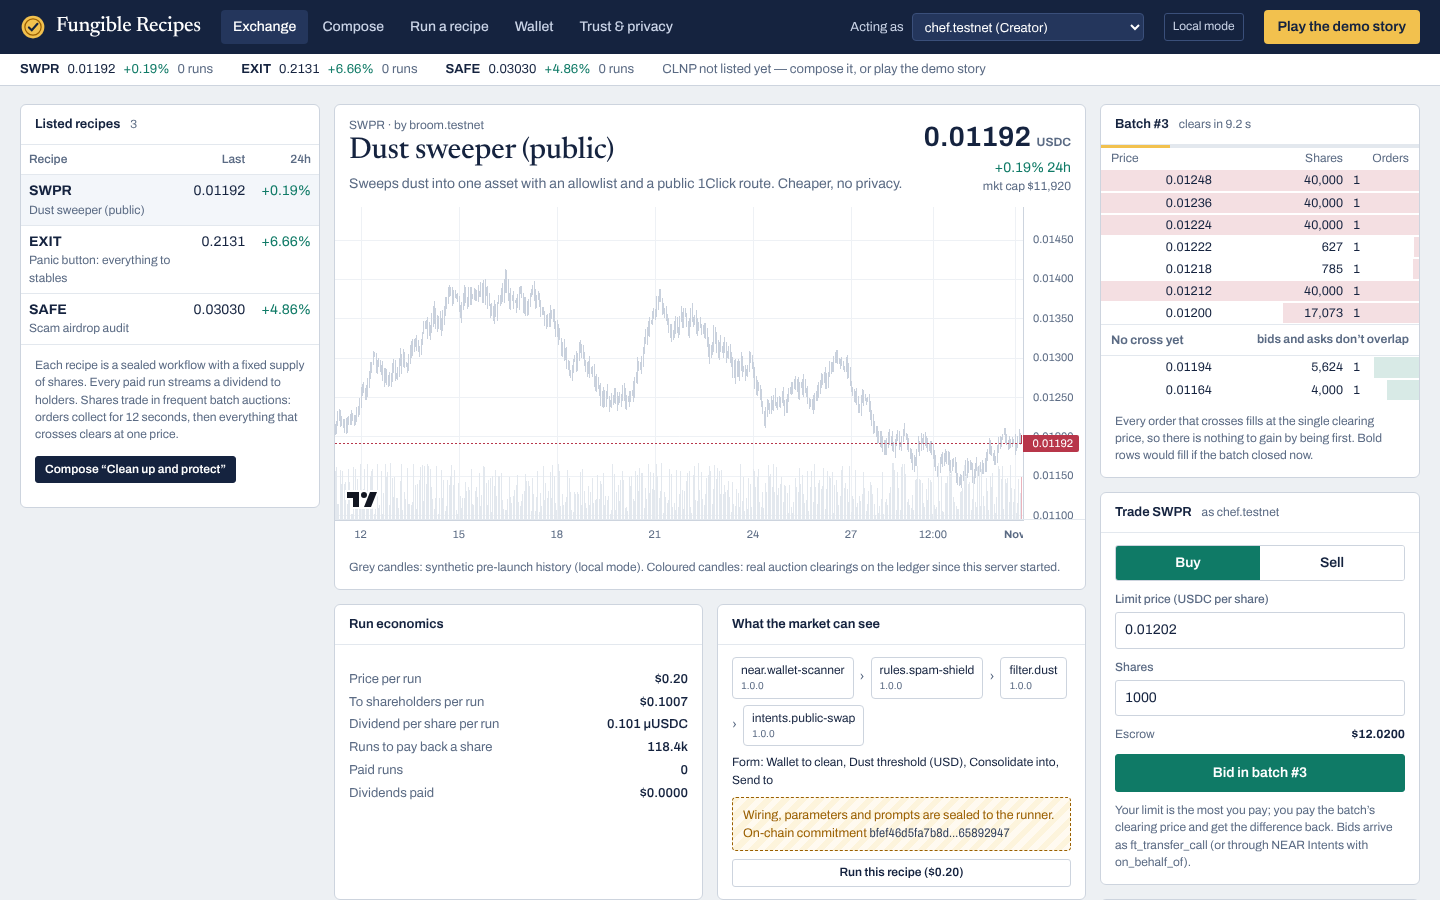 Fungible Recipes
Exchange
Compose
Run a recipe
Wallet
Trust & privacy
Acting as
chef.testnet (Creator)
Local mode
Play the demo story
SWPR 0.01192 +0.19% 0 runs
EXIT 0.2131 +6.66% 0 runs
SAFE 0.03030 +4.86% 0 runs
CLNP not listed yet — compose it, or play the demo story
Listed recipes 3
Recipe Last 24h
SWPR 0.01192 +0.19%
Dust sweeper (public)
EXIT 0.2131 +6.66%
Panic button: everything to
stables
SAFE 0.03030 +4.86%
Scam airdrop audit
Each recipe is a sealed workflow with a fixed supply
of shares. Every paid run streams a dividend to
holders. Shares trade in frequent batch auctions:
orders collect for 12 seconds, then everything that
crosses clears at one price.
Compose “Clean up and protect”
SWPR · by broom.testnet
Dust sweeper (public)
Sweeps dust into one asset with an allowlist and a public 1Click route. Cheaper, no privacy.
0.01192 USDC
+0.19% 24h
mkt cap $11,920
0.01450
0.01400
0.01350
0.01300
0.01250
0.01192
0.01150
0.01100
12 15 18 21 24 27 12:00 Nov
Grey candles: synthetic pre-launch history (local mode). Coloured candles: real auction clearings on the ledger since this server started.
Run economics
Price per run $0.20
To shareholders per run $0.1007
Dividend per share per run 0.101 µUSDC
Runs to pay back a share 118.4k
Paid runs 0
Dividends paid $0.0000
What the market can see
near.wallet-scanner
1.0.0
›
rules.spam-shield
1.0.0
›
filter.dust
1.0.0
›
intents.public-swap
1.0.0
Form: Wallet to clean, Dust threshold (USD), Consolidate into,
Send to
Wiring, parameters and prompts are sealed to the runner.
On-chain commitment bfef46d5fa7b8d…65892947
Run this recipe ($0.20)
Batch #3 clears in 9.2 s
Price Shares Orders
0.01248 40,000 1
0.01236 40,000 1
0.01224 40,000 1
0.01222 627 1
0.01218 785 1
0.01212 40,000 1
0.01200 17,073 1
No cross yet bids and asks don’t overlap
0.01194 5,624 1
0.01164 4,000 1
Every order that crosses fills at the single clearing
price, so there is nothing to gain by being first. Bold
rows would fill if the batch closed now.
Trade SWPR as chef.testnet
Buy
Sell
Limit price (USDC per share)
0.01202
Shares
1000
Escrow $12.0200
Bid in batch #3
Your limit is the most you pay; you pay the batch’s
clearing price and get the difference back. Bids arrive
as ft_transfer_call (or through NEAR Intents with
on_behalf_of).